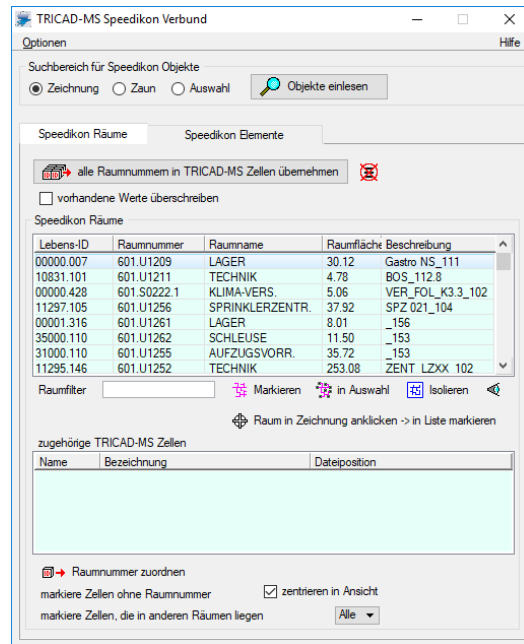 TRICAD-MS Speedikon Verbund
Optionen Hilfe
Suchbereich für Speedikon Objekte
Zeichnung Zaun Auswahl Objekte einlesen
Speedikon Räume Speedikon Elemente
alle Raumnummern in TRICAD-MS Zellen übernehmen
vorhandene Werte überschreiben
Speedikon Räume
Lebens-ID Raumnummer Raumname Raumfläche Beschreibung
00000.007 601.U1209 LAGER 30.12 Gastro NS_111
10831.101 601.U1211 TECHNIK 4.78 BOS_112.8
00000.428 601.S0222.1 KLIMA-VERS. 5.06 VER_FOL_K3.3_102
11297.105 601.U1256 SPRINKLERZENTR. 37.92 SPZ 021_104
00001.316 601.U1261 LAGER 8.01 _156
35000.110 601.U1262 SCHLEUSE 11.50 _153
31000.110 601.U1255 AUFZUGSVORR. 35.72 _153
11295.146 601.U1252 TECHNIK 253.08 ZENT_LZXX_102
Raumfilter Markieren in Auswahl Isolieren
Raum in Zeichnung anklicken -> in Liste markieren
zugehörige TRICAD-MS Zellen
Name Bezeichnung Dateiposition
Raumnummer zuordnen
markiere Zellen ohne Raumnummer zentrieren in Ansicht
markiere Zellen, die in anderen Räumen liegen Alle